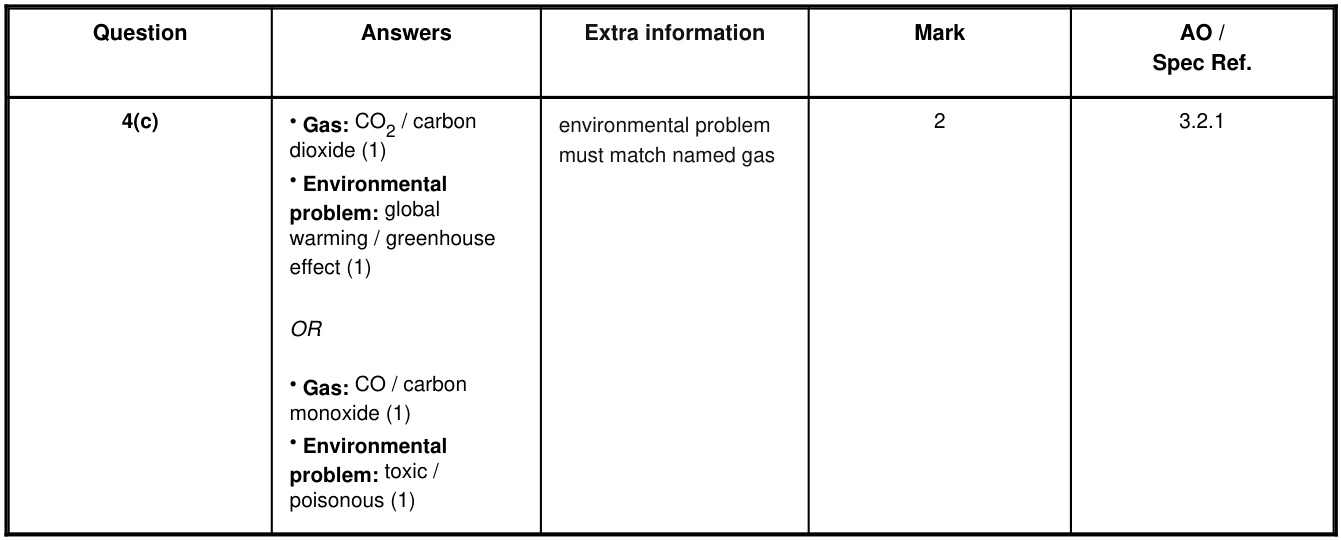 Question Answers Extra information Mark AO /
Spec Ref.
4(c)
• Gas: CO2 / carbon
dioxide (1)
• Environmental
problem: global
warming / greenhouse
effect (1)
OR
• Gas: CO / carbon
monoxide (1)
• Environmental
problem: toxic /
poisonous (1)
environmental problem
must match named gas
2
3.2.1